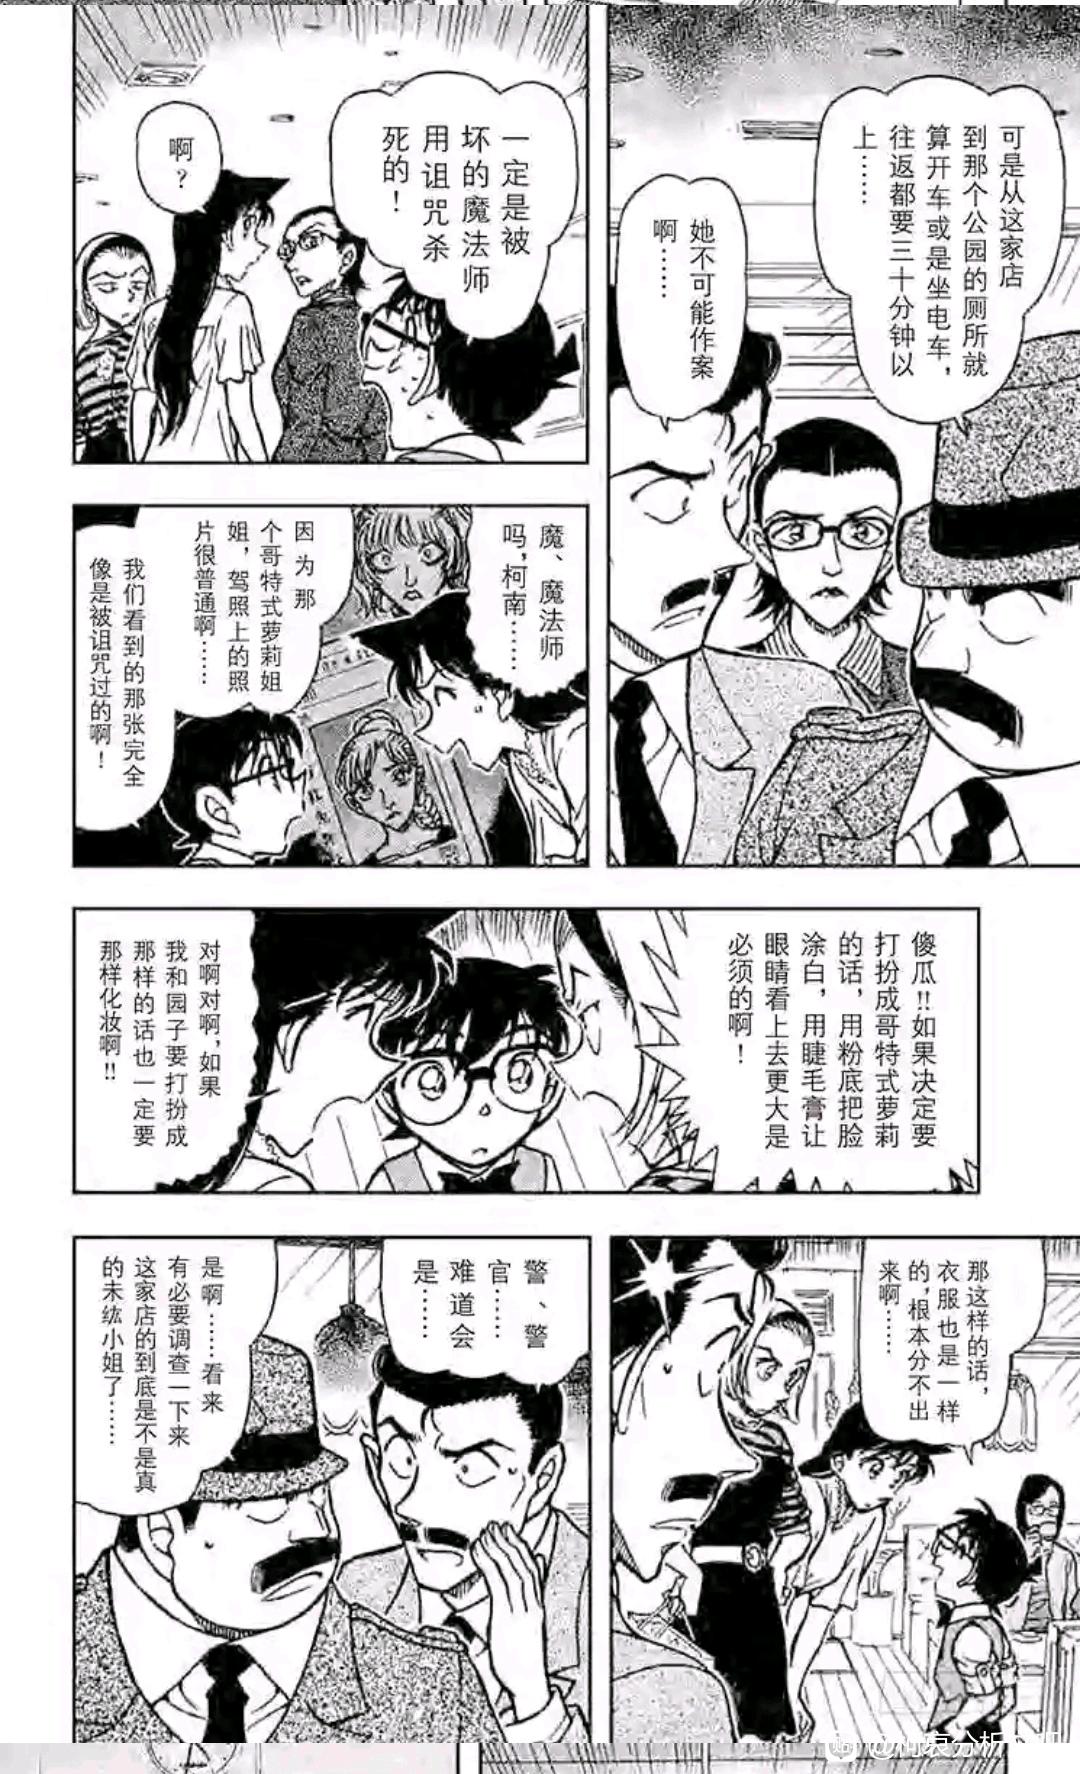 可是从这家店
到那个公园的厕所就
算开车或是坐电车，
往返都要三十分钟以
上……
她不可能作案
啊……
一定是被
坏的魔法师
用诅咒杀
死的！
啊？
魔、魔法师
吗，柯南……
因为那
个哥特式萝莉姐
姐，驾照上的照
片很普通啊……
我们看到的那张完全
像是被诅咒过的啊！
傻瓜!!如果决定要
打扮成哥特式萝莉
的话，用粉底把脸
涂白，用睫毛膏让
眼睛看上去更大是
必须的啊！
对啊对啊，如果
我和园子要打扮成
那样的话也一定要
那样化妆啊!!
那这样的话，
衣服也是一样
的，根本分不出
来啊……
警、警
官……
难道会
是……
是啊……看来
有必要调查一下来
这家店的到底是不是真
的未紘小姐了……